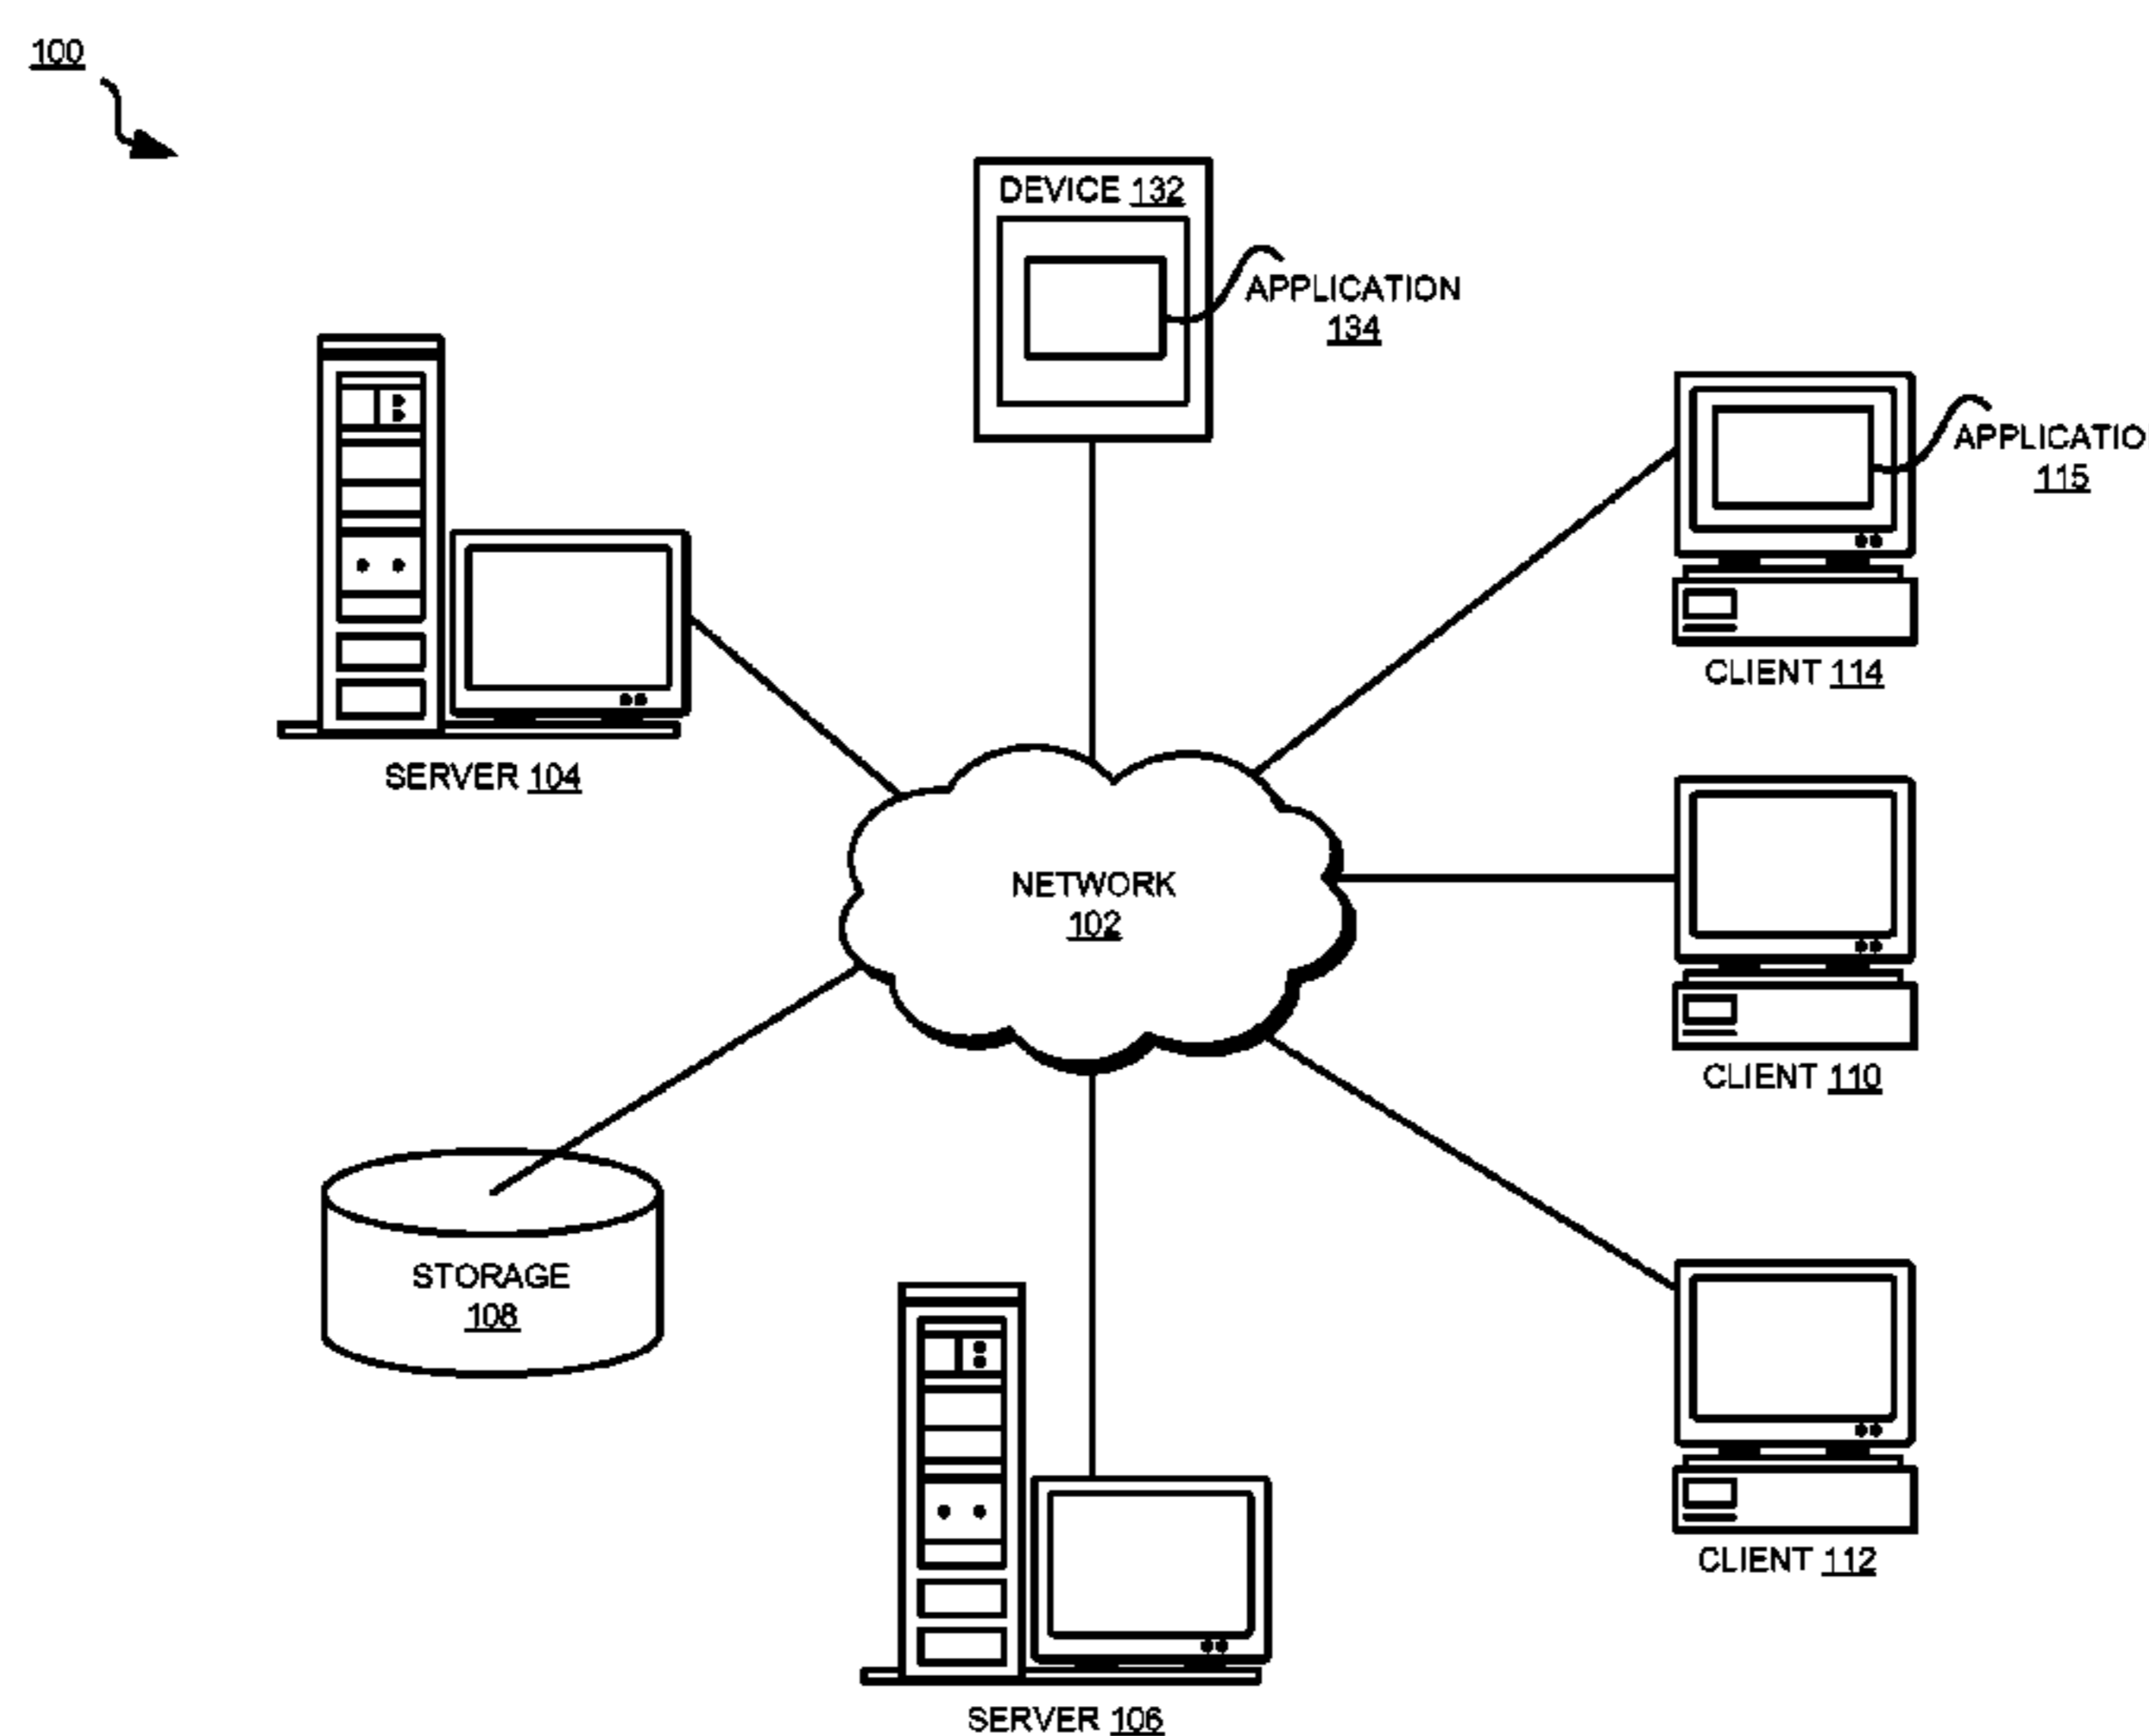 100
DEVICE 132
APPLICATION
134
APPLICATIO
115
CLIENT 114
SERVER 104
NETWORK
102
CLIENT 110
STORAGE
108
CLIENT 112
SERVER 106